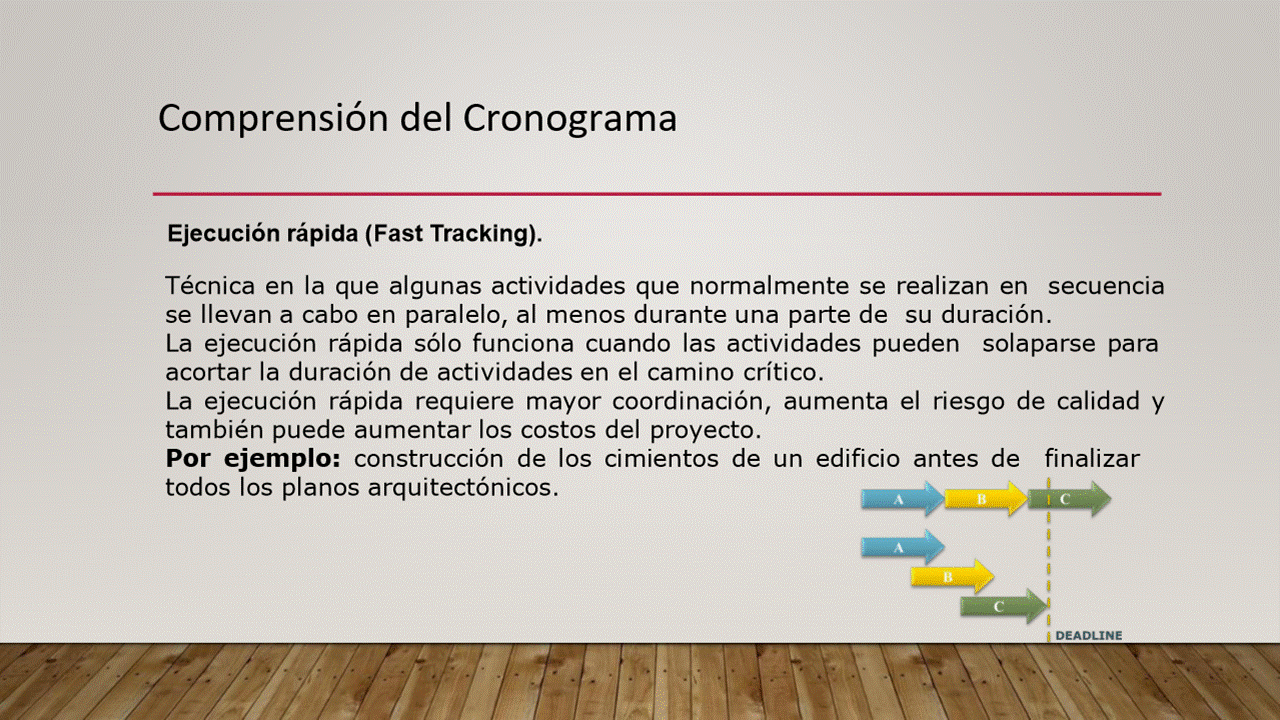 Comprensión del Cronograma
Ejecución rápida (Fast Tracking).
Técnica en la que algunas actividades que normalmente se realizan en secuencia
se llevan a cabo en paralelo, al menos durante una parte de su duración.
La ejecución rápida sólo funciona cuando las actividades pueden solaparse para
acortar la duración de actividades en el camino crítico.
La ejecución rápida requiere mayor coordinación, aumenta el riesgo de calidad y
también puede aumentar los costos del proyecto.
Por ejemplo: construcción de los cimientos de un edificio antes de finalizar
todos los planos arquitectónicos.
A B C
A
B
C
DEADLINE